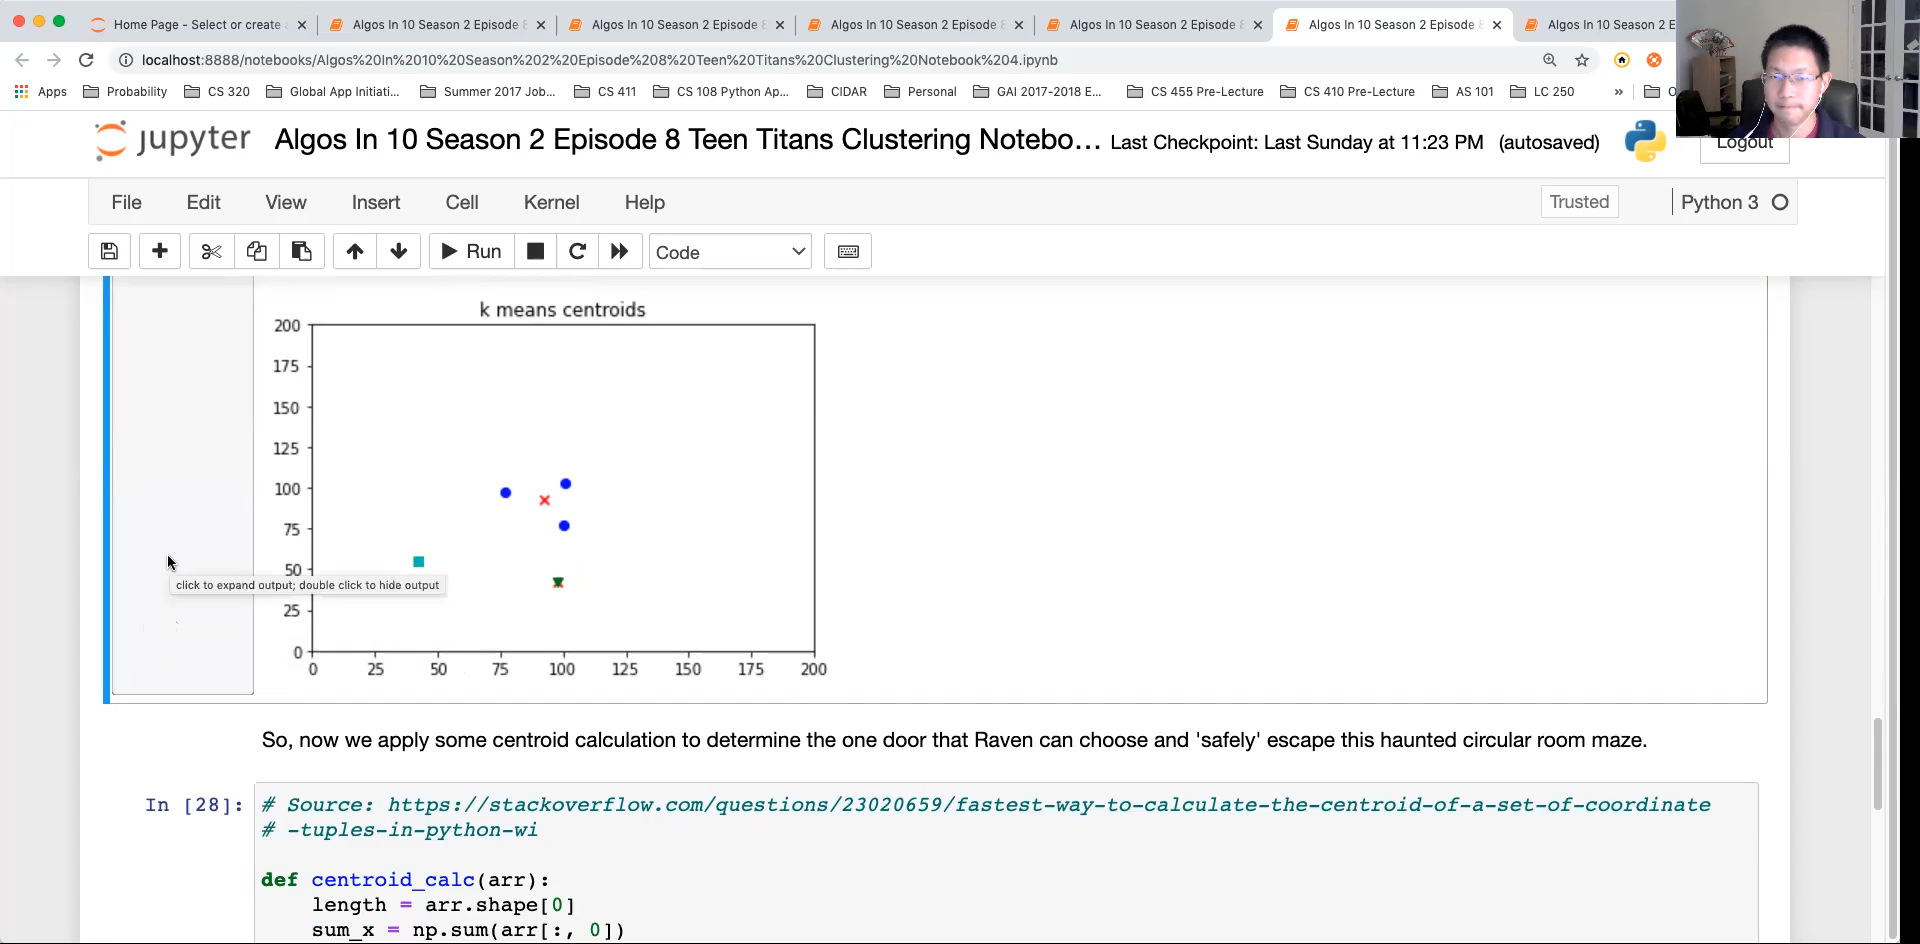 Home Page - Select or create a
Algos In 10 Season 2 Episode 8
Algos In 10 Season 2 Episode 8
Algos In 10 Season 2 Episode 8
Algos In 10 Season 2 Episode 8
Algos In 10 Season 2 Episode 8
Algos In 10 Season 2 E
localhost:8888/notebooks/Algos%20In%2010%20Season%202%20Episode%208%20Teen%20Titans%20Clustering%20Notebook%204.ipynb
Apps Probability CS 320 Global App Initiati... Summer 2017 Job... CS 411 CS 108 Python Ap... CIDAR Personal GAI 2017-2018 E... CS 455 Pre-Lecture CS 410 Pre-Lecture AS 101 LC 250 » O
jupyter Algos In 10 Season 2 Episode 8 Teen Titans Clustering Notebo... Last Checkpoint: Last Sunday at 11:23 PM (autosaved) Logout
File Edit View Insert Cell Kernel Help Trusted Python 3
Run Code
k means centroids
200
175
150
125
100
75
50
click to expand output; double click to hide output
25
0
0 25 50 75 100 125 150 175 200
So, now we apply some centroid calculation to determine the one door that Raven can choose and 'safely' escape this haunted circular room maze.
In [28]: # Source: https://stackoverflow.com/questions/23020659/fastest-way-to-calculate-the-centroid-of-a-set-of-coordinate
# -tuples-in-python-wi
def centroid_calc(arr):
length = arr.shape[0]
sum_x = np.sum(arr[:, 0])